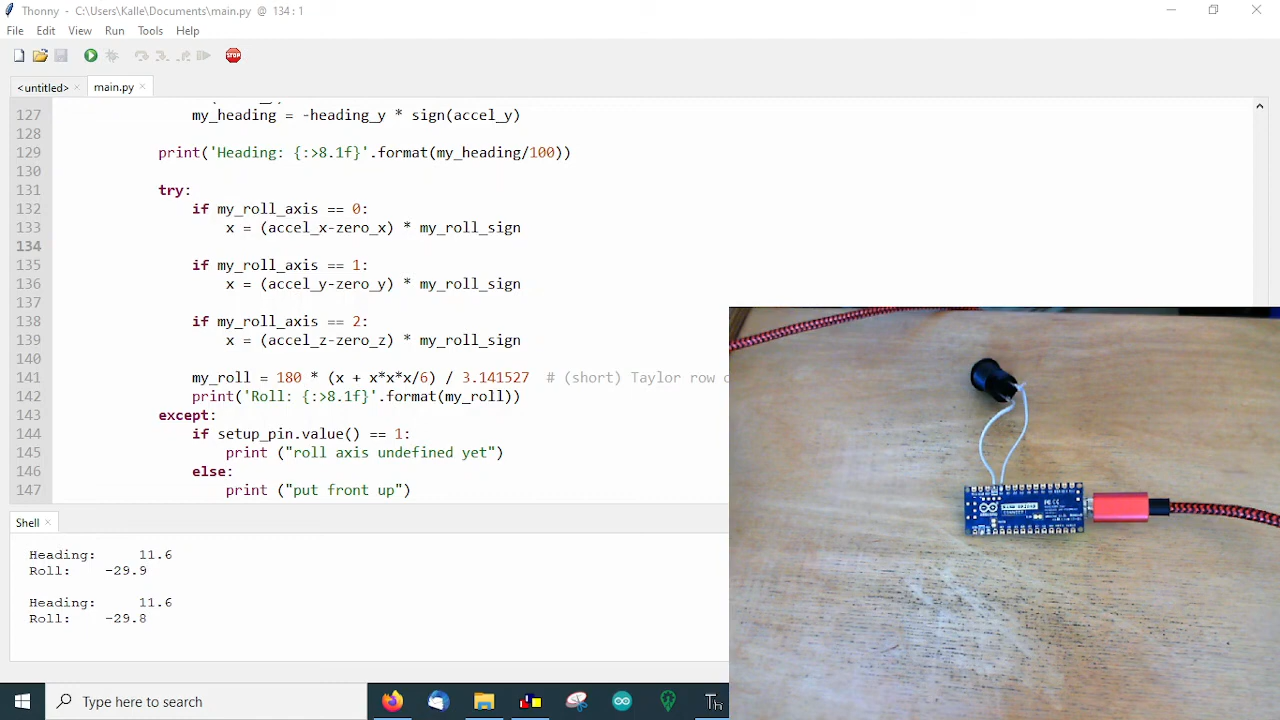 Thonny - C:\Users\Kalle\Documents\main.py @ 134 : 1
File Edit View Run Tools Help
STOP
<untitled> × main.py ×
127 my_heading = -heading_y * sign(accel_y)
128
129 print('Heading: {:>8.1f}'.format(my_heading/100))
130
131 try:
132 if my_roll_axis == 0:
133 x = (accel_x-zero_x) * my_roll_sign
134
135 if my_roll_axis == 1:
136 x = (accel_y-zero_y) * my_roll_sign
137
138 if my_roll_axis == 2:
139 x = (accel_z-zero_z) * my_roll_sign
140
141 my_roll = 180 * (x + x*x*x/6) / 3.141527 # (short) Taylor row
142 print('Roll: {:>8.1f}'.format(my_roll))
143 except:
144 if setup_pin.value() == 1:
145 print ("roll axis undefined yet")
146 else:
147 print ("put front up")
Shell ×
Heading: 11.6
Roll: -29.9
Heading: 11.6
Roll: -29.8
Type here to search
Th